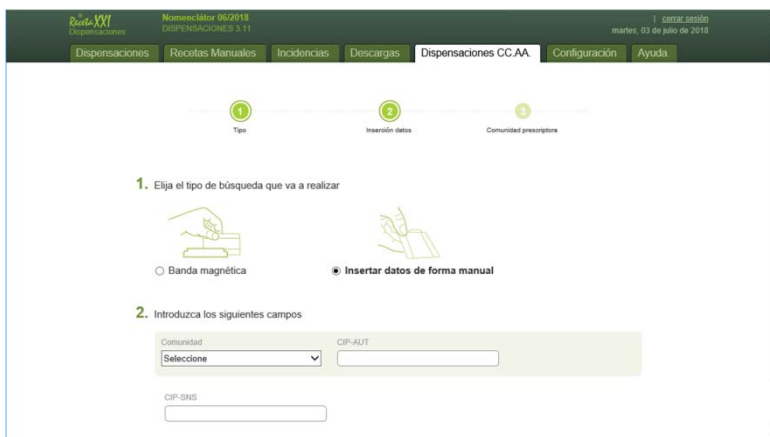 Receta XXI
Dispensaciones
Nomenclátor 06/2018
DISPENSACIONES 3.11
| cerrar sesión
martes, 03 de julio de 2018
Dispensaciones Recetas Manuales Incidencias Descargas Dispensaciones CC.AA. Configuración Ayuda
1 2 3
Tipo Inserción datos Comunidad prescriptora
1. Elija el tipo de búsqueda que va a realizar
Banda magnética Insertar datos de forma manual
2. Introduzca los siguientes campos
Comunidad CIP-AUT
Seleccione
CIP-SNS